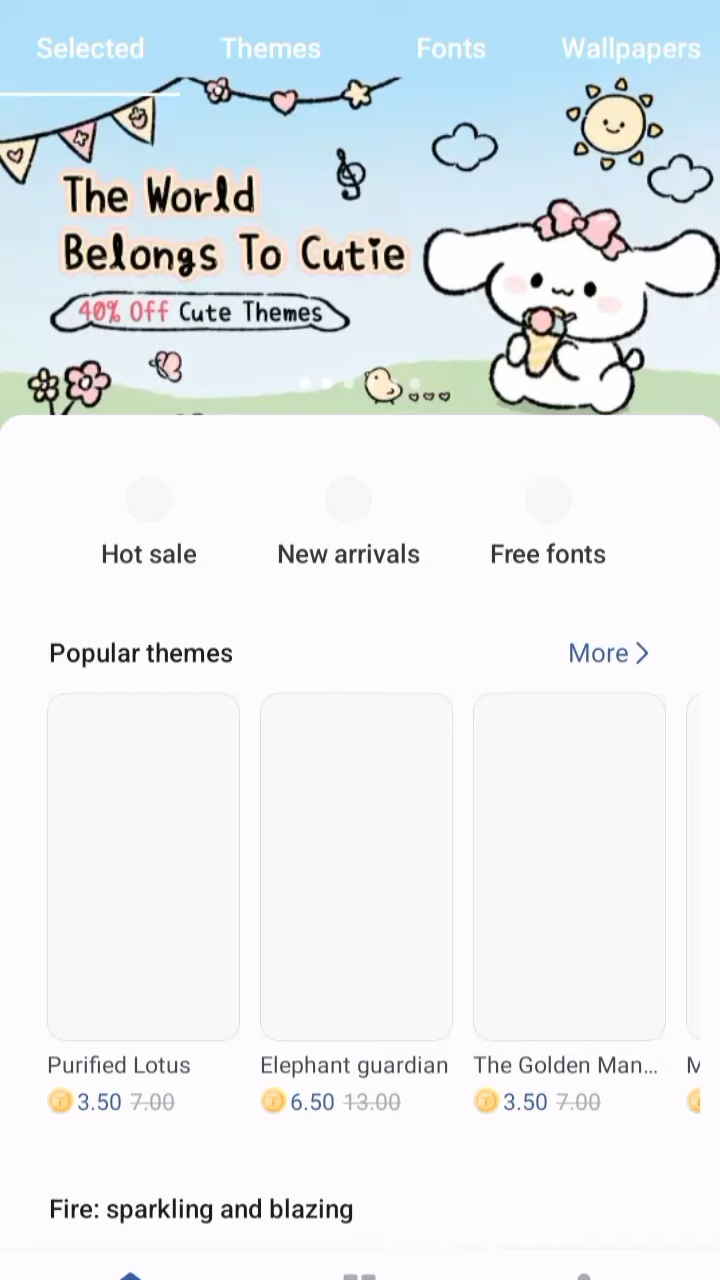 Selected Themes Fonts Wallpapers
The World
Belongs To Cutie
40% Off Cute Themes
Hot sale New arrivals Free fonts
Popular themes More
Purified Lotus Elephant guardian The Golden Man... M
3.50 7.00 6.50 13.00 3.50 7.00
Fire: sparkling and blazing